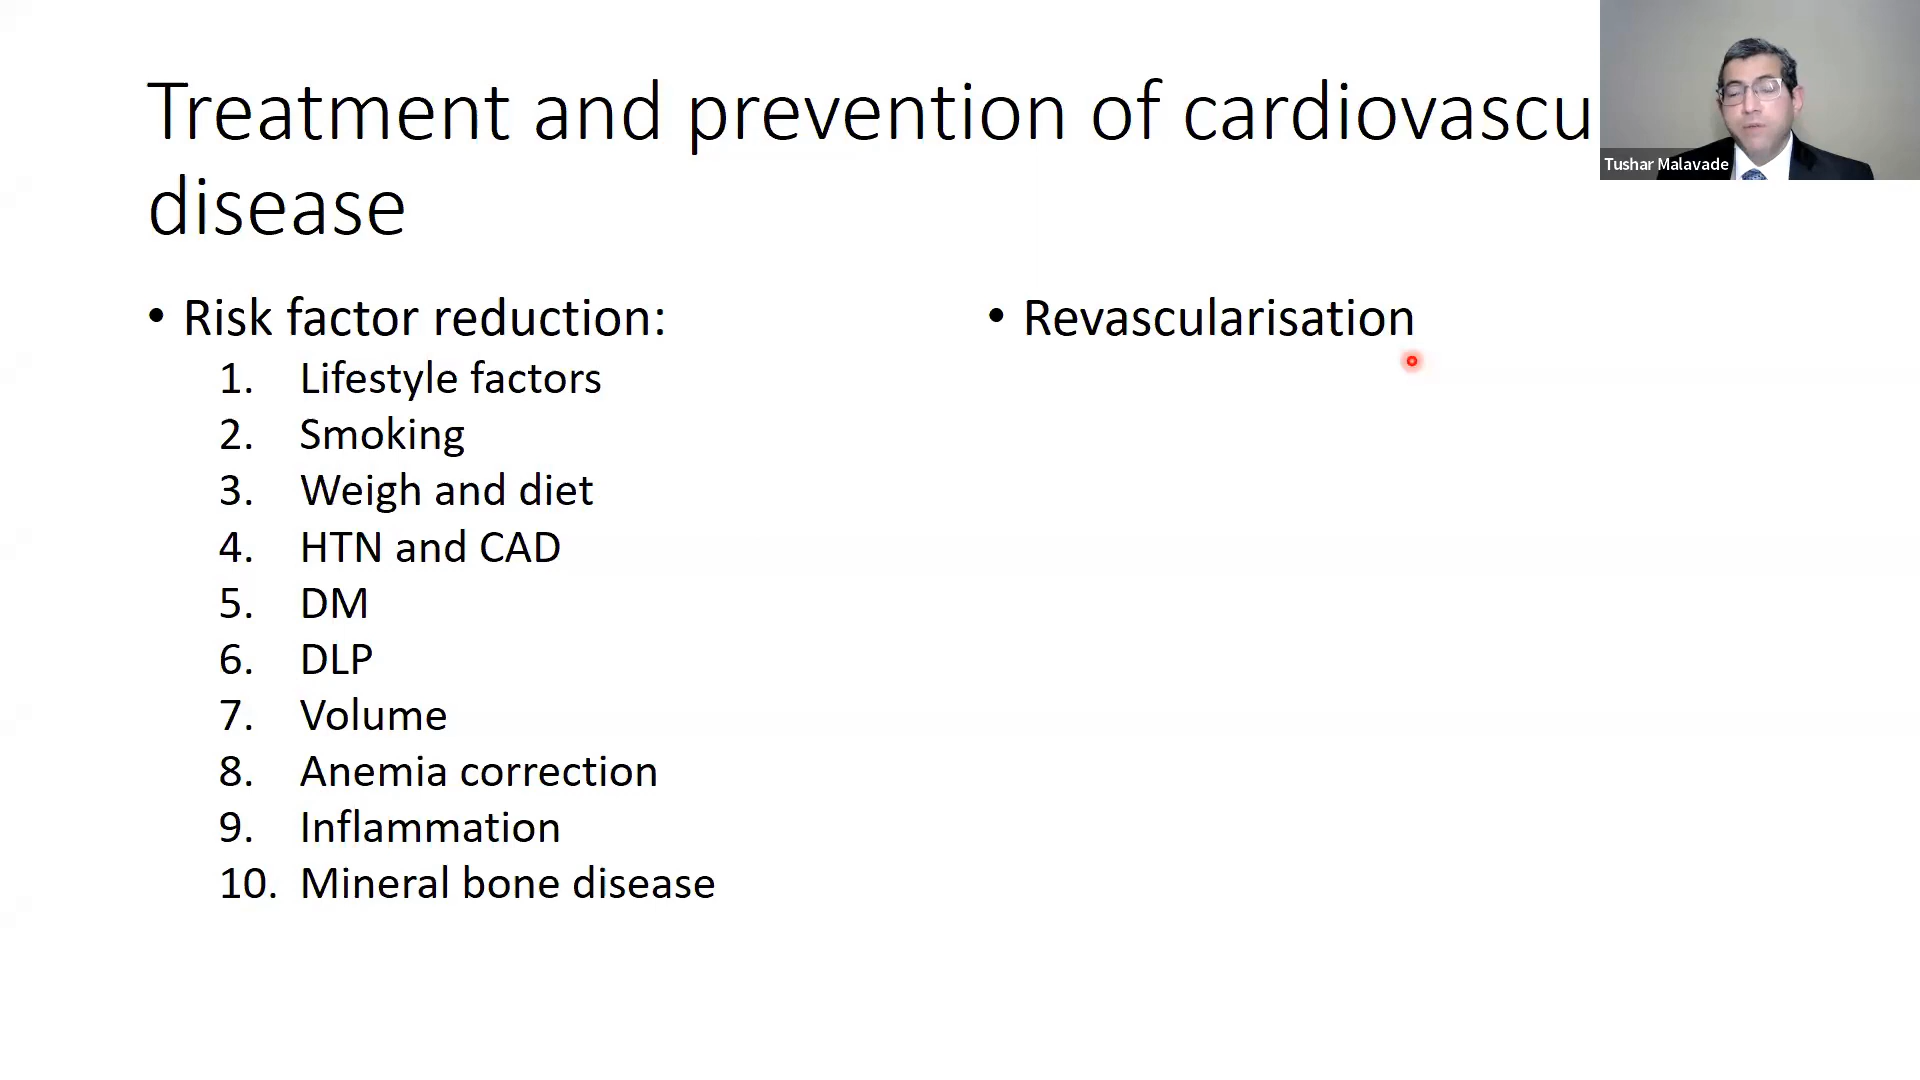 Treatment and prevention of cardiovascu
disease
• Risk factor reduction:
1. Lifestyle factors
2. Smoking
3. Weigh and diet
4. HTN and CAD
5. DM
6. DLP
7. Volume
8. Anemia correction
9. Inflammation
10. Mineral bone disease
• Revascularisation
Tushar Malavade